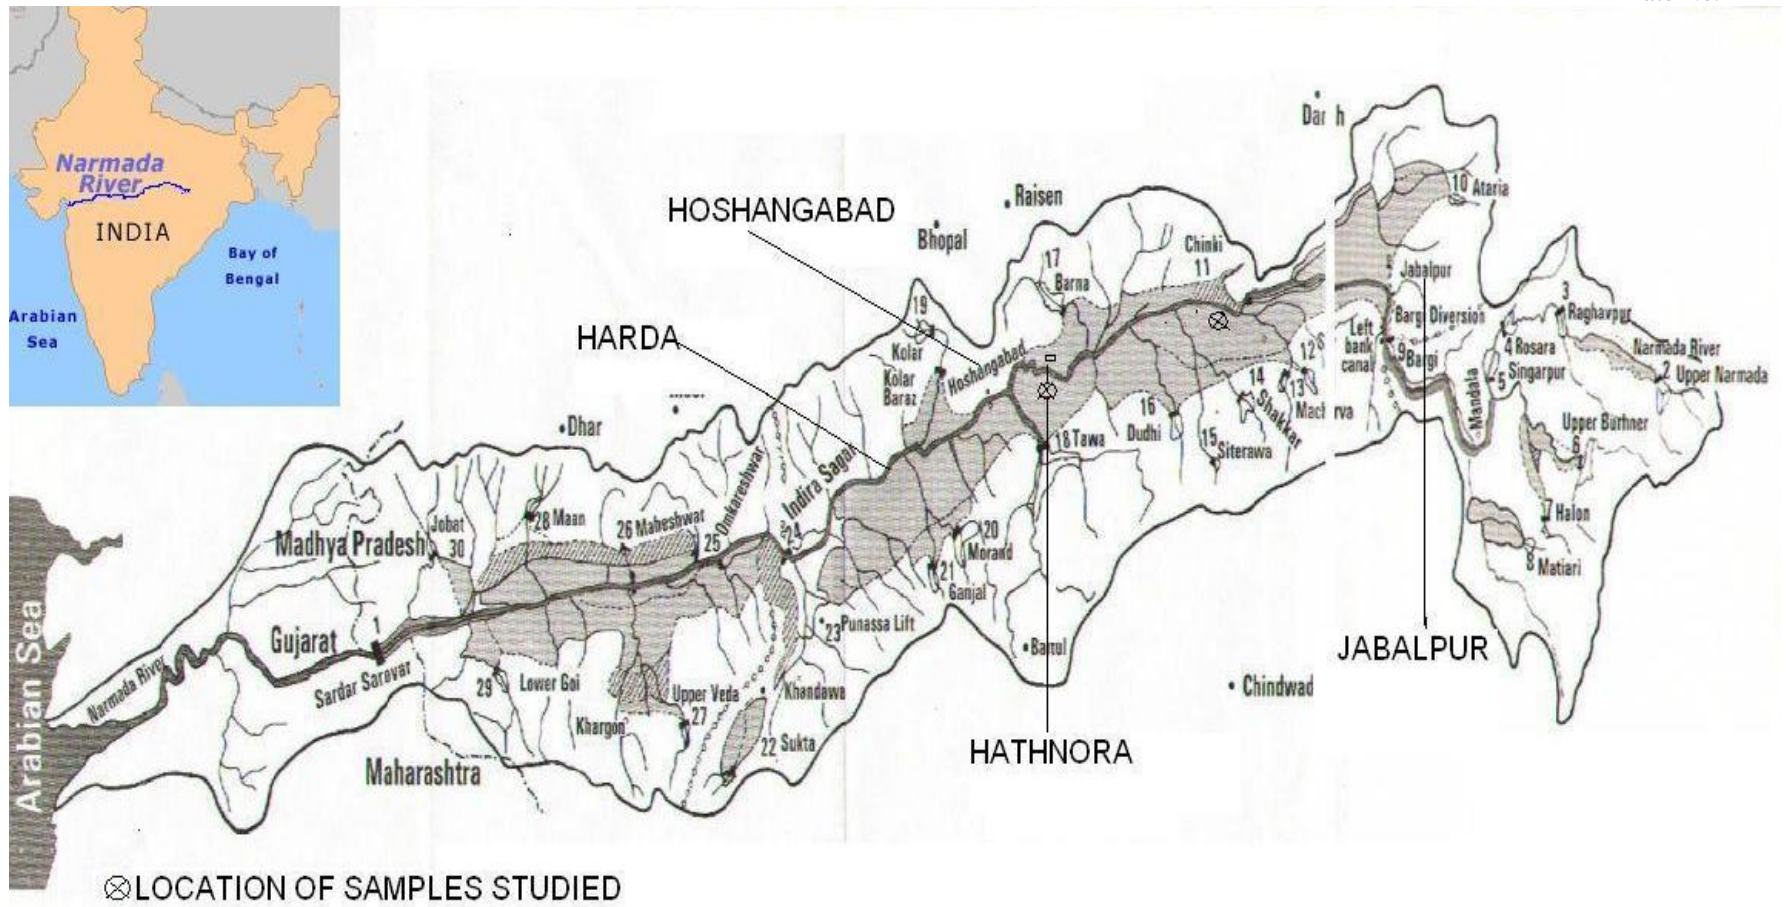 Narmada
River
INDIA
Bay of
Bengal
Arabian
Sea
HOSHANGABAD
HARDA
Raisen
Bhopal
17
Barna
Chinki
11
10 Ataria
Jabalpur
Bargi Diversion
Left
bank
canal
9
Bargi
3
Raghavpur
4 Rosara
Singarpur
5
Narmada River
2 Upper Narmada
Mandala
Upper Burhner
6
7 Halon
8 Matiari
19
Kolar
Kolar
Baraz
Hoshangabad
12
13
14
Shakkar
15
Siterawa
16
Dudhi
18 Tawa
Dhar
Omkareshwar
Indira Sagar
24
25
26 Maheshwat
28 Maan
Jobat
30
Madhya Pradesh
20
Morand
21
Ganjal
23 Punassa Lift
Gujarat
1
Sardar Sarovar
Narmada River
Arabian Sea
29
Lower Goi
Khargon
Upper Veda
27
Khandawa
22 Sukta
Maharashtra
Chindwad
JABALPUR
HATHNORA
LOCATION OF SAMPLES STUDIED